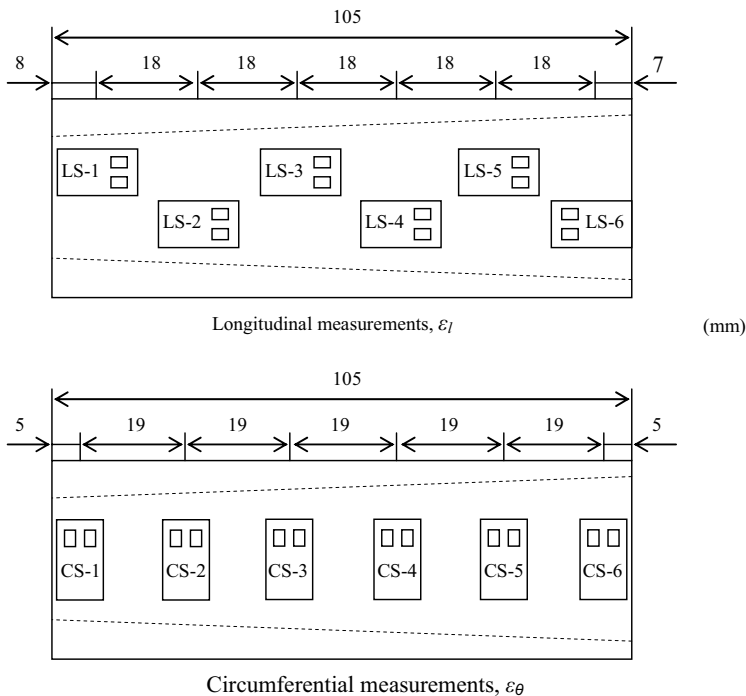 105
8 18 18 18 18 18 7
LS-1 LS-3 LS-5
LS-2 LS-4 LS-6
Longitudinal measurements, εl (mm)
105
5 19 19 19 19 19 5
CS-1 CS-2 CS-3 CS-4 CS-5 CS-6
Circumferential measurements, εθ